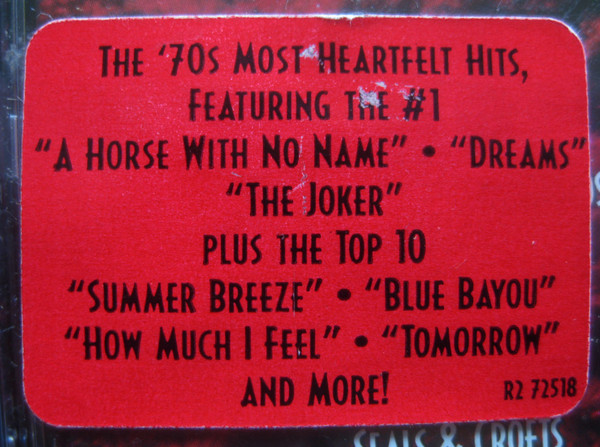 THE '70S MOST HEARTFELT HITS,
FEATURING THE #1
"A HORSE WITH NO NAME" • "DREAMS"
"THE JOKER"
PLUS THE TOP 10
"SUMMER BREEZE" • "BLUE BAYOU"
"HOW MUCH I FEEL" • "TOMORROW"
AND MORE!
R2 72518
SEALS & CROFTS